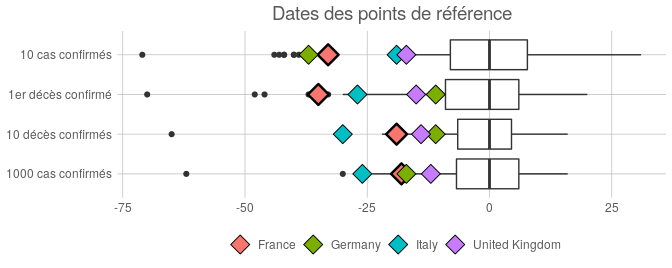 Dates des points de référence
10 cas confirmés
1er décès confirmé
10 décès confirmés
1000 cas confirmés
-75 -50 -25 0 25
France Germany Italy United Kingdom